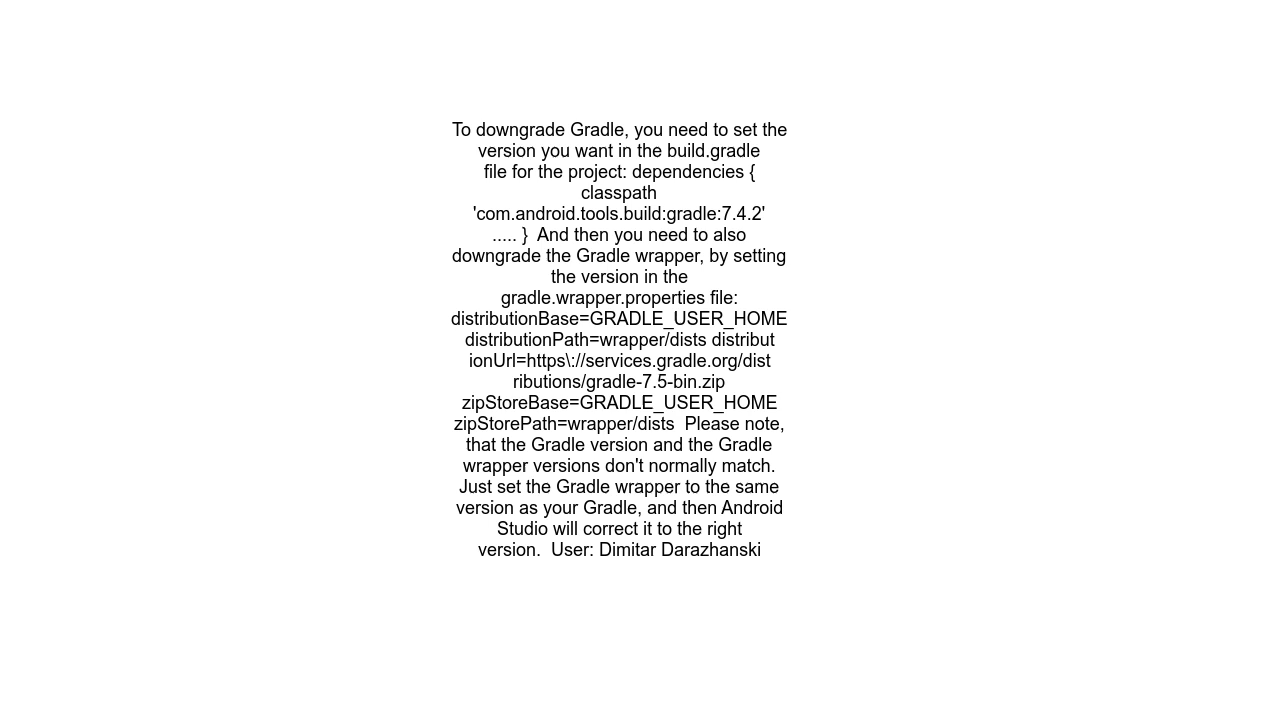 To downgrade Gradle, you need to set the
version you want in the build.gradle
file for the project: dependencies {
classpath
'com.android.tools.build:gradle:7.4.2'
..... }  And then you need to also
downgrade the Gradle wrapper, by setting
the version in the
gradle.wrapper.properties file:
distributionBase=GRADLE_USER_HOME
distributionPath=wrapper/dists distribut
ionUrl=https\://services.gradle.org/dist
ributions/gradle-7.5-bin.zip
zipStoreBase=GRADLE_USER_HOME
zipStorePath=wrapper/dists  Please note,
that the Gradle version and the Gradle
wrapper versions don't normally match.
Just set the Gradle wrapper to the same
version as your Gradle, and then Android
Studio will correct it to the right
version.  User: Dimitar Darazhanski